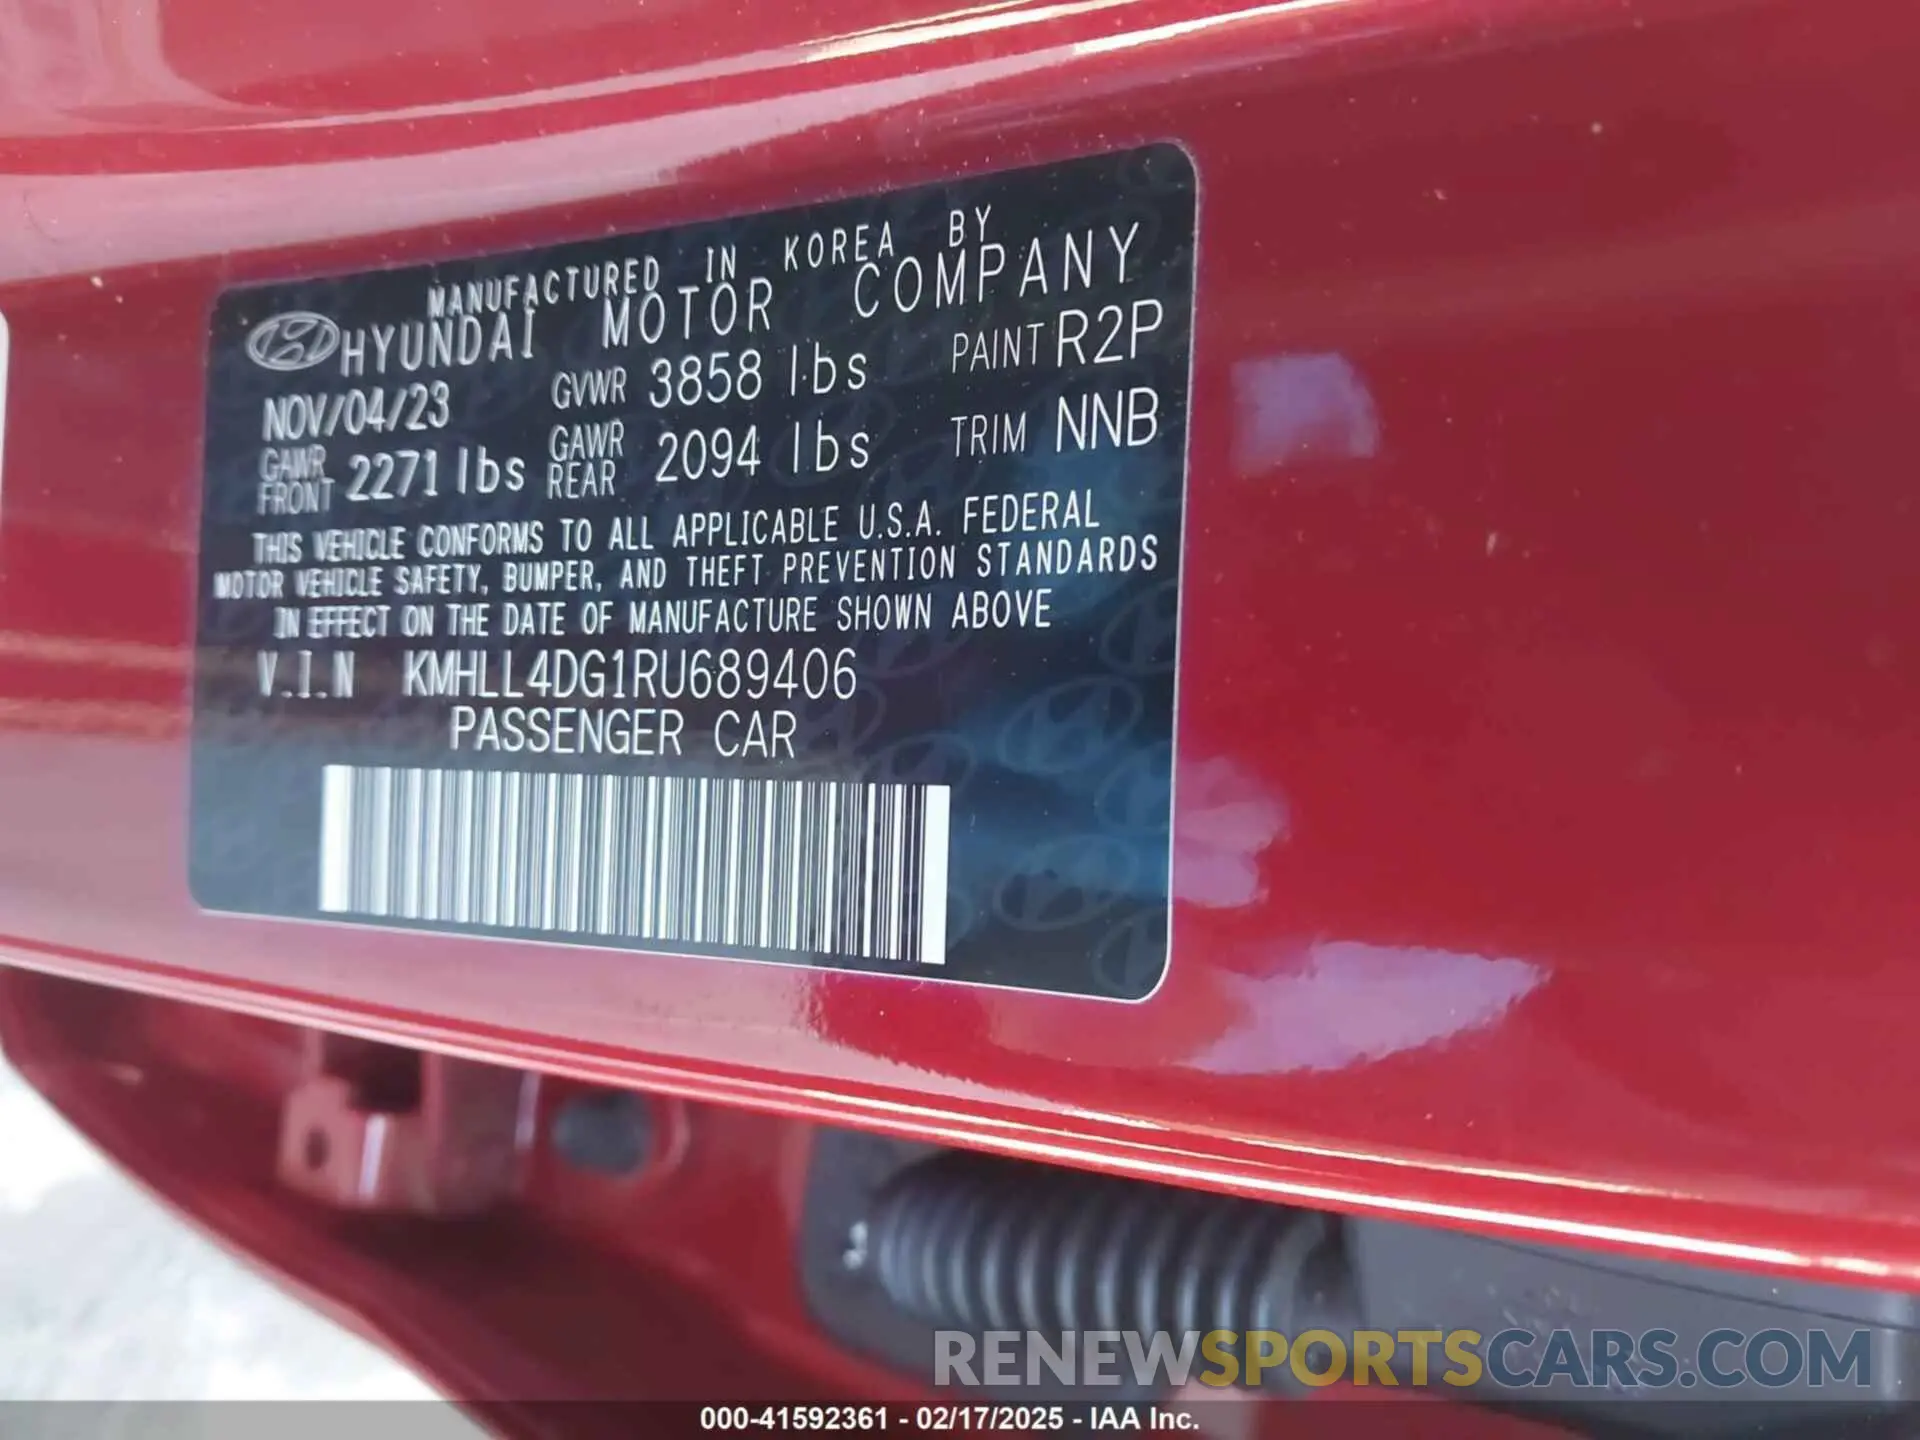 MANUFACTURED IN KOREA BY
HYUNDAI MOTOR COMPANY
NOV/04/23 GVWR 3858 lbs PAINT R2P
GAWR FRONT 2271 lbs GAWR REAR 2094 lbs TRIM NNB
THIS VEHICLE CONFORMS TO ALL APPLICABLE U.S.A. FEDERAL
MOTOR VEHICLE SAFETY, BUMPER, AND THEFT PREVENTION STANDARDS
IN EFFECT ON THE DATE OF MANUFACTURE SHOWN ABOVE
V.I.N KMHLL4DG1RU689406
PASSENGER CAR
RENEWSPORTSCARS.COM
000-41592361 - 02/17/2025 - IAA Inc.